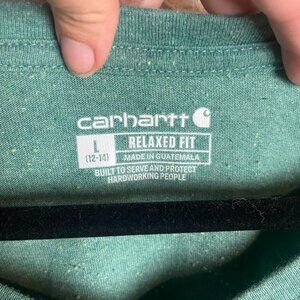 carhartt
L RELAXED FIT
(12-14) MADE IN GUATEMALA
BUILT TO SERVE AND PROTECT
HARDWORKING PEOPLE